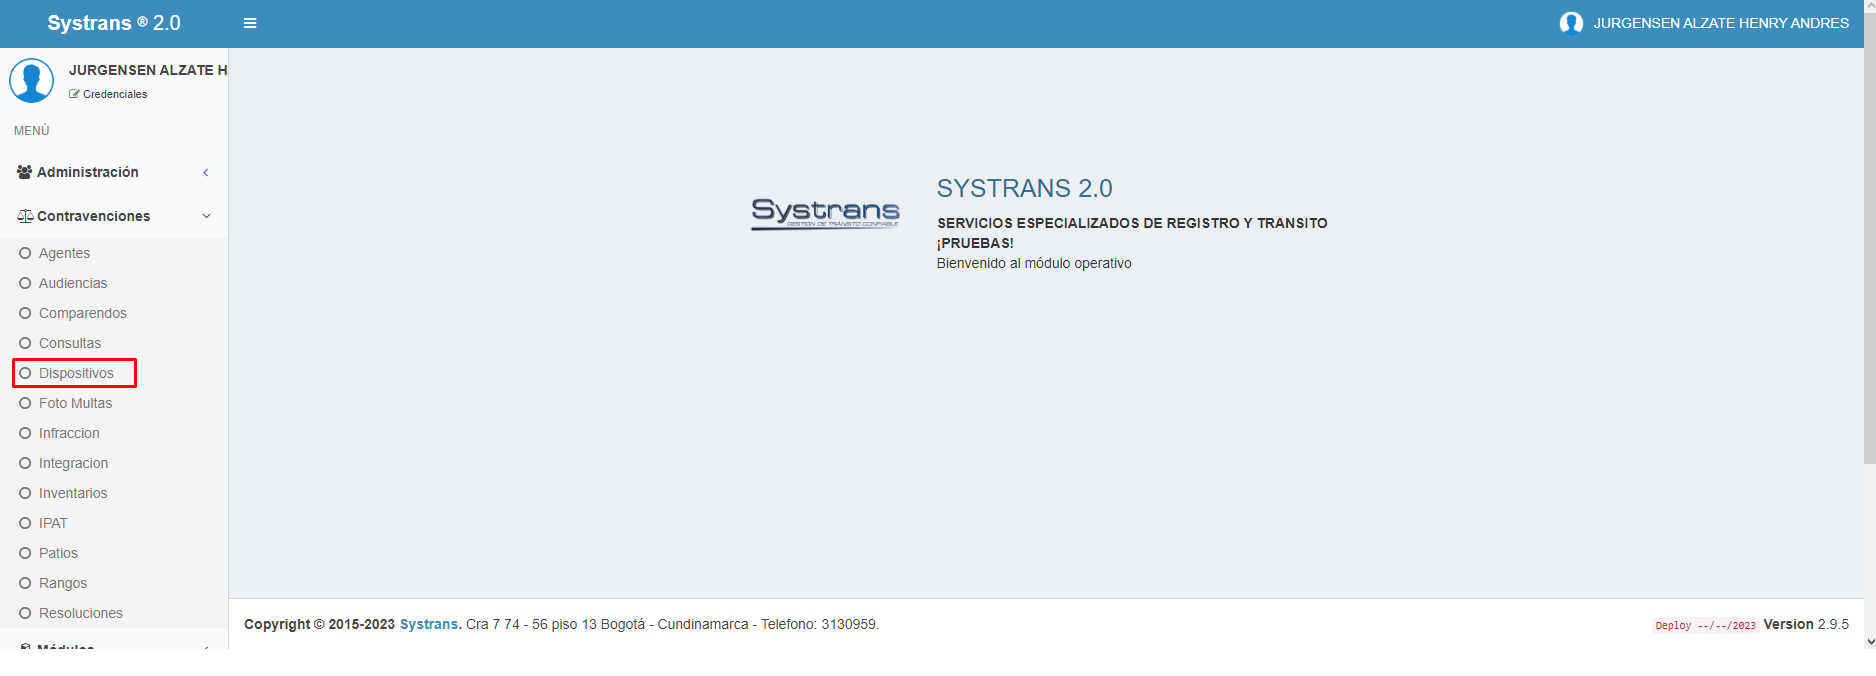 Systrans ® 2.0
JURGENSEN ALZATE HENRY ANDRES
JURGENSEN ALZATE H
Credenciales
MENÚ
Administración
Contravenciones
Agentes
Audiencias
Comparendos
Consultas
Dispositivos
Foto Multas
Infraccion
Integracion
Inventarios
IPAT
Patios
Rangos
Resoluciones
Módulos
Systrans
GESTIÓN DE TRÁNSITO CONFIABLE
SYSTRANS 2.0
SERVICIOS ESPECIALIZADOS DE REGISTRO Y TRANSITO
¡PRUEBAS!
Bienvenido al módulo operativo
Copyright © 2015-2023 Systrans. Cra 7 74 - 56 piso 13 Bogotá - Cundinamarca - Telefono: 3130959.
Deploy --/--/2023 Version 2.9.5